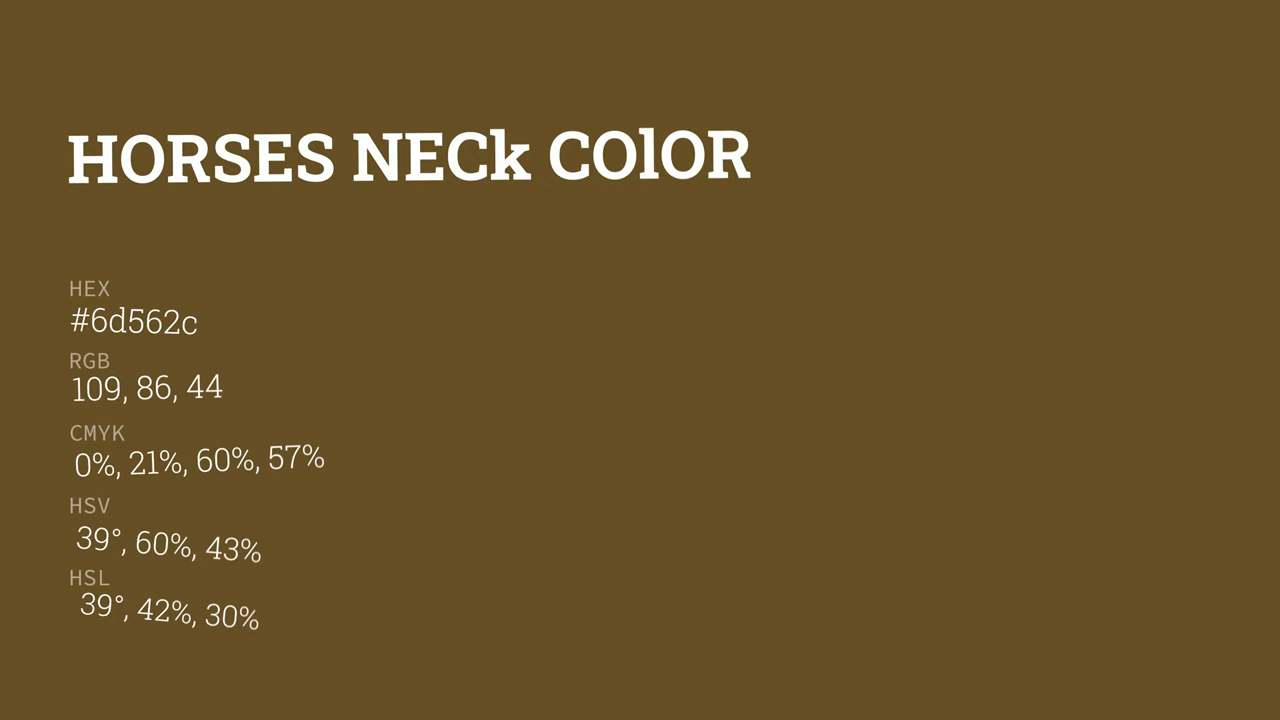 HORSES NECk COlOR
HEX
#6d562c
RGB
109, 86, 44
CMYK
0%, 21%, 60%, 57%
HSV
39°, 60%, 43%
HSL
39°, 42%, 30%